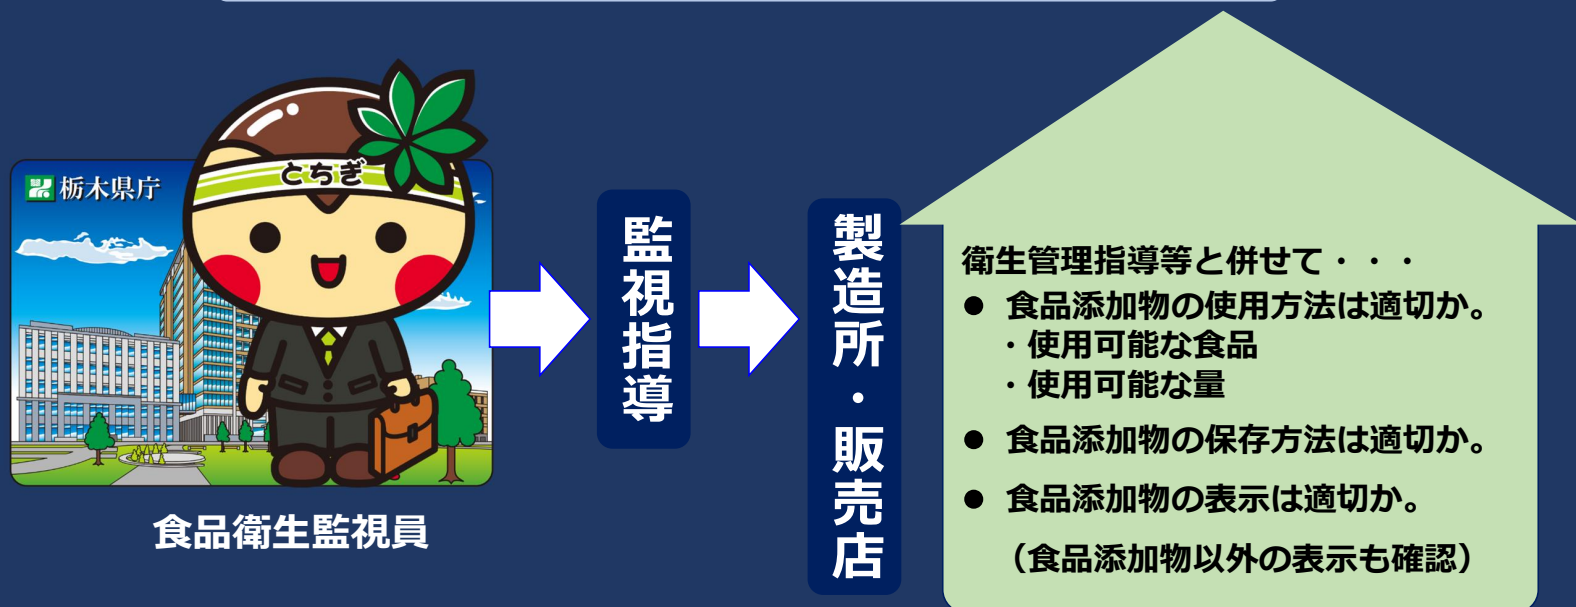 栃木県庁
とちぎ
食品衛生監視員
監視指導
製造所・販売店
衛生管理指導等と併せて・・・
● 食品添加物の使用方法は適切か。
・使用可能な食品
・使用可能な量
● 食品添加物の保存方法は適切か。
● 食品添加物の表示は適切か。
（食品添加物以外の表示も確認）